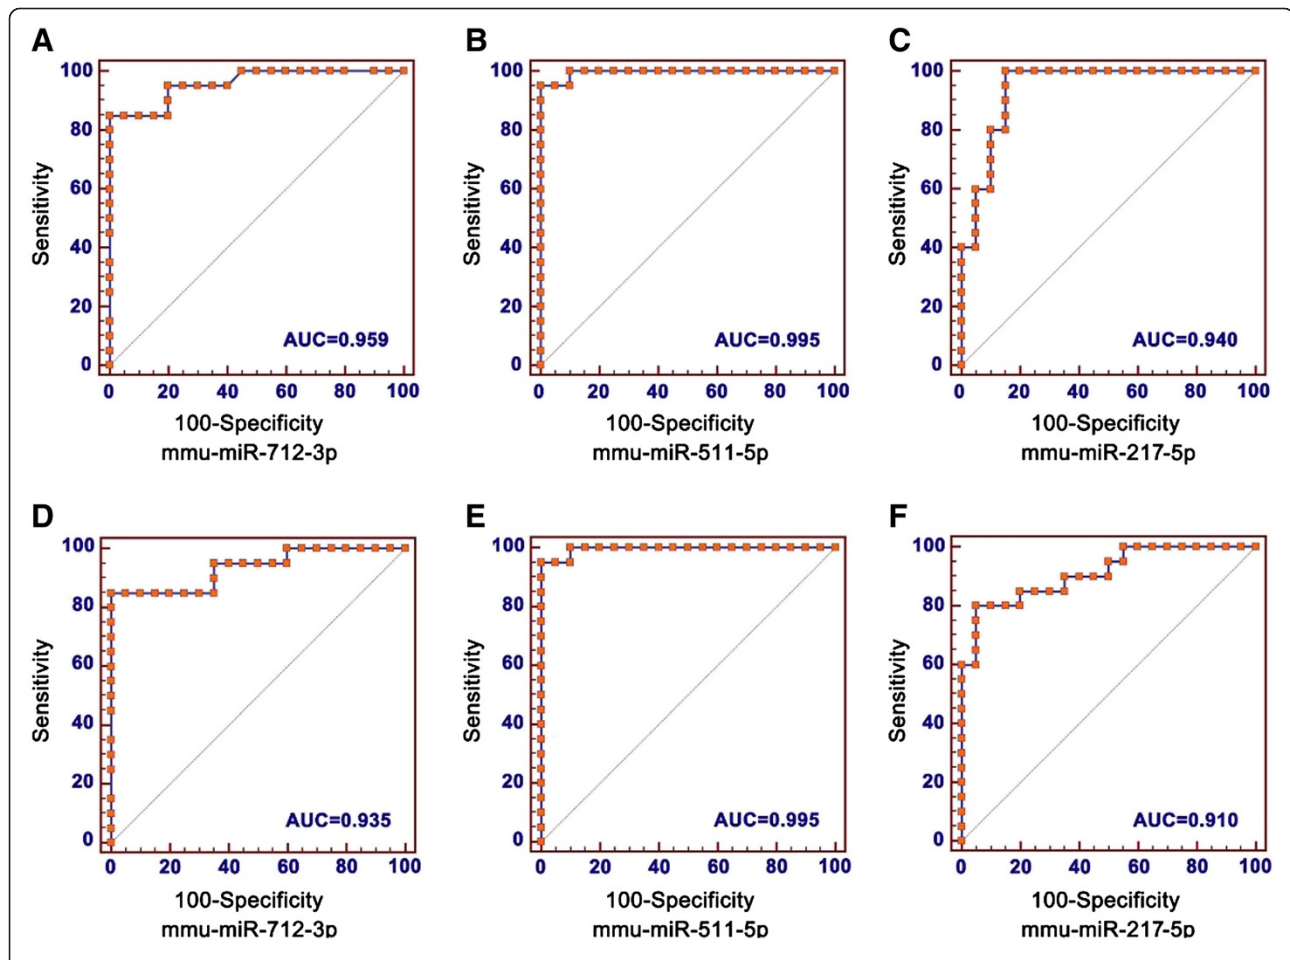 A
B
C
100
80
60
40
20
0
Sensitivity
AUC=0.959
0 20 40 60 80 100
100-Specificity
mmu-miR-712-3p
100
80
60
40
20
0
Sensitivity
AUC=0.995
0 20 40 60 80 100
100-Specificity
mmu-miR-511-5p
100
80
60
40
20
0
Sensitivity
AUC=0.940
0 20 40 60 80 100
100-Specificity
mmu-miR-217-5p
D
E
F
100
80
60
40
20
0
Sensitivity
AUC=0.935
0 20 40 60 80 100
100-Specificity
mmu-miR-712-3p
100
80
60
40
20
0
Sensitivity
AUC=0.995
0 20 40 60 80 100
100-Specificity
mmu-miR-511-5p
100
80
60
40
20
0
Sensitivity
AUC=0.910
0 20 40 60 80 100
100-Specificity
mmu-miR-217-5p